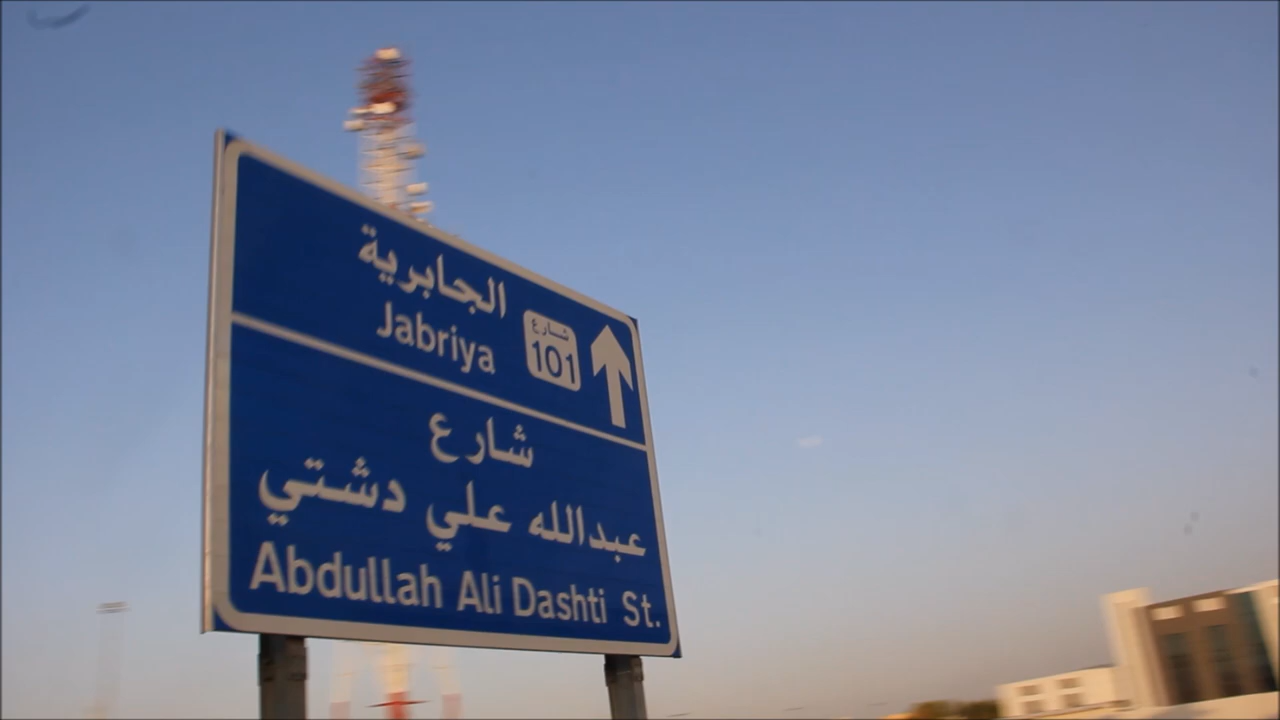 الجابرية
Jabriya
شارع
101
شارع
عبدالله علي دشتي
Abdullah Ali Dashti St.